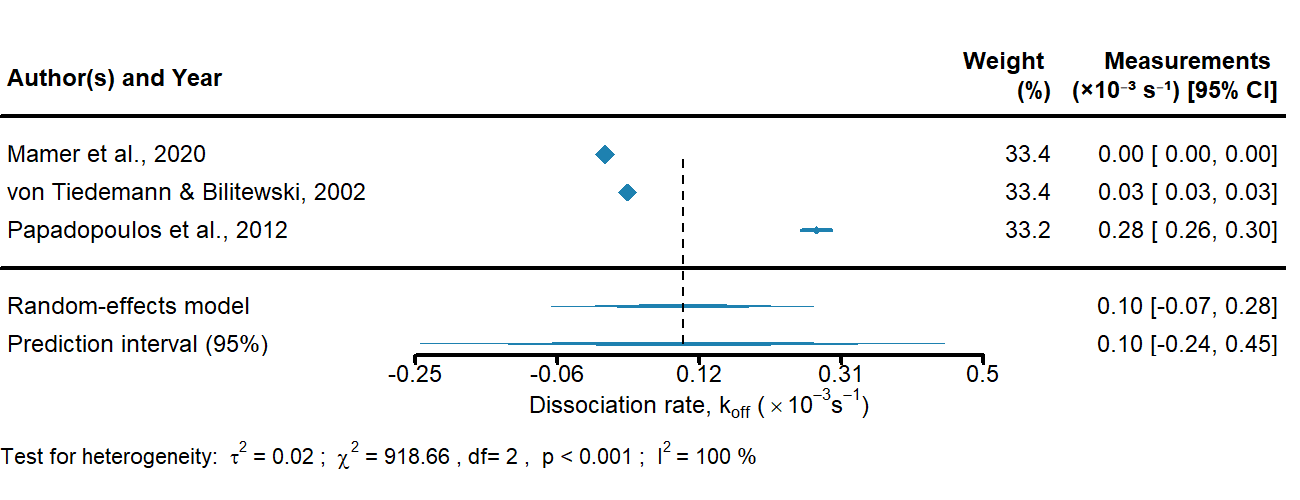 Author(s) and Year Weight (%) Measurements (×10⁻³ s⁻¹) [95% CI]
Mamer et al., 2020 33.4 0.00 [ 0.00, 0.00]
von Tiedemann & Bilitewski, 2002 33.4 0.03 [ 0.03, 0.03]
Papadopoulos et al., 2012 33.2 0.28 [ 0.26, 0.30]
Random-effects model 0.10 [-0.07, 0.28]
Prediction interval (95%) 0.10 [-0.24, 0.45]
-0.25 -0.06 0.12 0.31 0.5
Dissociation rate, k_off ( × 10⁻³s⁻¹)
Test for heterogeneity: τ² = 0.02 ; χ² = 918.66 , df= 2 , p < 0.001 ; I² = 100 %